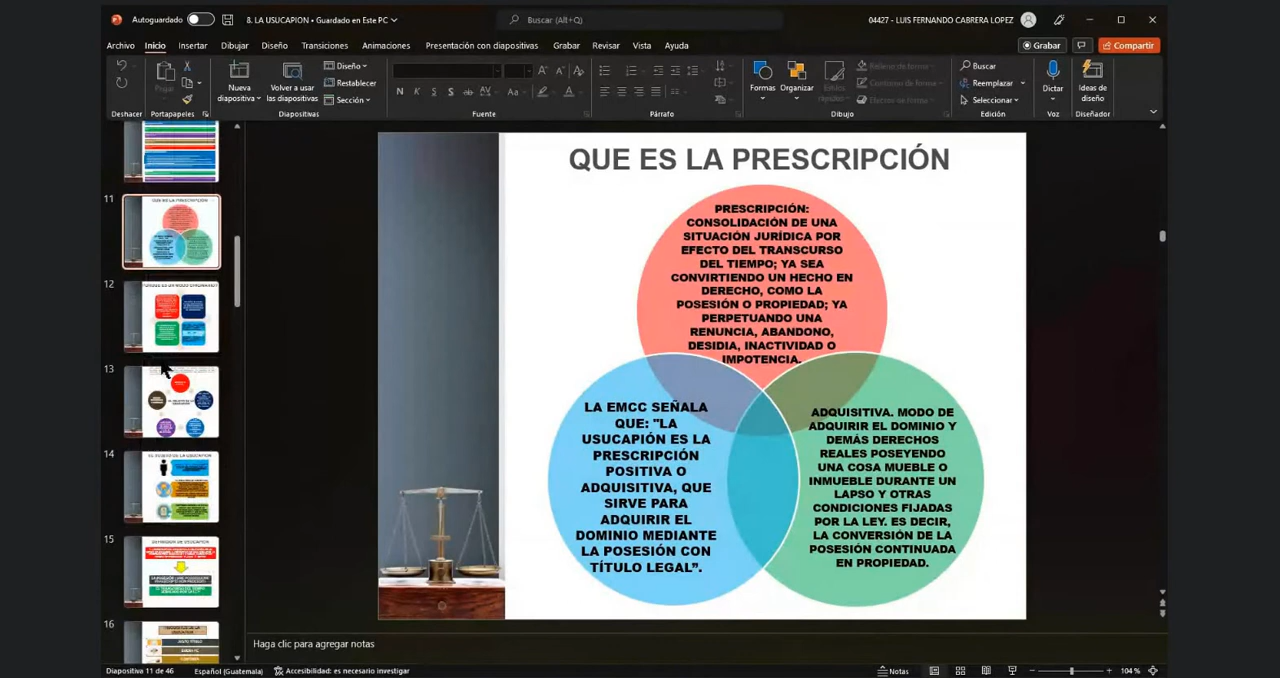 Autoguardado
8. LA USUCAPION • Guardado en Este PC
Buscar (Alt+Q)
04427 - LUIS FERNANDO CABRERA LOPEZ
Archivo Inicio Insertar Dibujar Diseño Transiciones Animaciones Presentación con diapositivas Grabar Revisar Vista Ayuda
Grabar
Compartir
Pegar
Nueva
diapositiva
Volver a usar
las diapositivas
Diseño
Restablecer
Sección
Formas
Organizar
Estilos
rápidos
Relleno de forma
Contorno de forma
Efectos de forma
Buscar
Reemplazar
Seleccionar
Dictar
Ideas de
diseño
Deshacer Portapapeles Diapositivas Fuente Párrafo Dibujo Edición Voz Diseñador
11
12
13
14
15
16
QUE ES LA PRESCRIPCIÓN
PRESCRIPCIÓN:
CONSOLIDACIÓN DE UNA
SITUACIÓN JURÍDICA POR
EFECTO DEL TRANSCURSO
DEL TIEMPO; YA SEA
CONVIRTIENDO UN HECHO EN
DERECHO, COMO LA
POSESIÓN O PROPIEDAD; YA
PERPETUANDO UNA
RENUNCIA, ABANDONO,
DESIDIA, INACTIVIDAD O
IMPOTENCIA.
LA EMCC SEÑALA
QUE: "LA
USUCAPIÓN ES LA
PRESCRIPCIÓN
POSITIVA O
ADQUISITIVA, QUE
SIRVE PARA
ADQUIRIR EL
DOMINIO MEDIANTE
LA POSESIÓN CON
TÍTULO LEGAL”.
ADQUISITIVA. MODO DE
ADQUIRIR EL DOMINIO Y
DEMÁS DERECHOS
REALES POSEYENDO
UNA COSA MUEBLE O
INMUEBLE DURANTE UN
LAPSO Y OTRAS
CONDICIONES FIJADAS
POR LA LEY. ES DECIR,
LA CONVERSIÓN DE LA
POSESIÓN CONTINUADA
EN PROPIEDAD.
Haga clic para agregar notas
Diapositiva 11 de 46 Español (Guatemala) Accesibilidad: es necesario investigar Notas 104 %